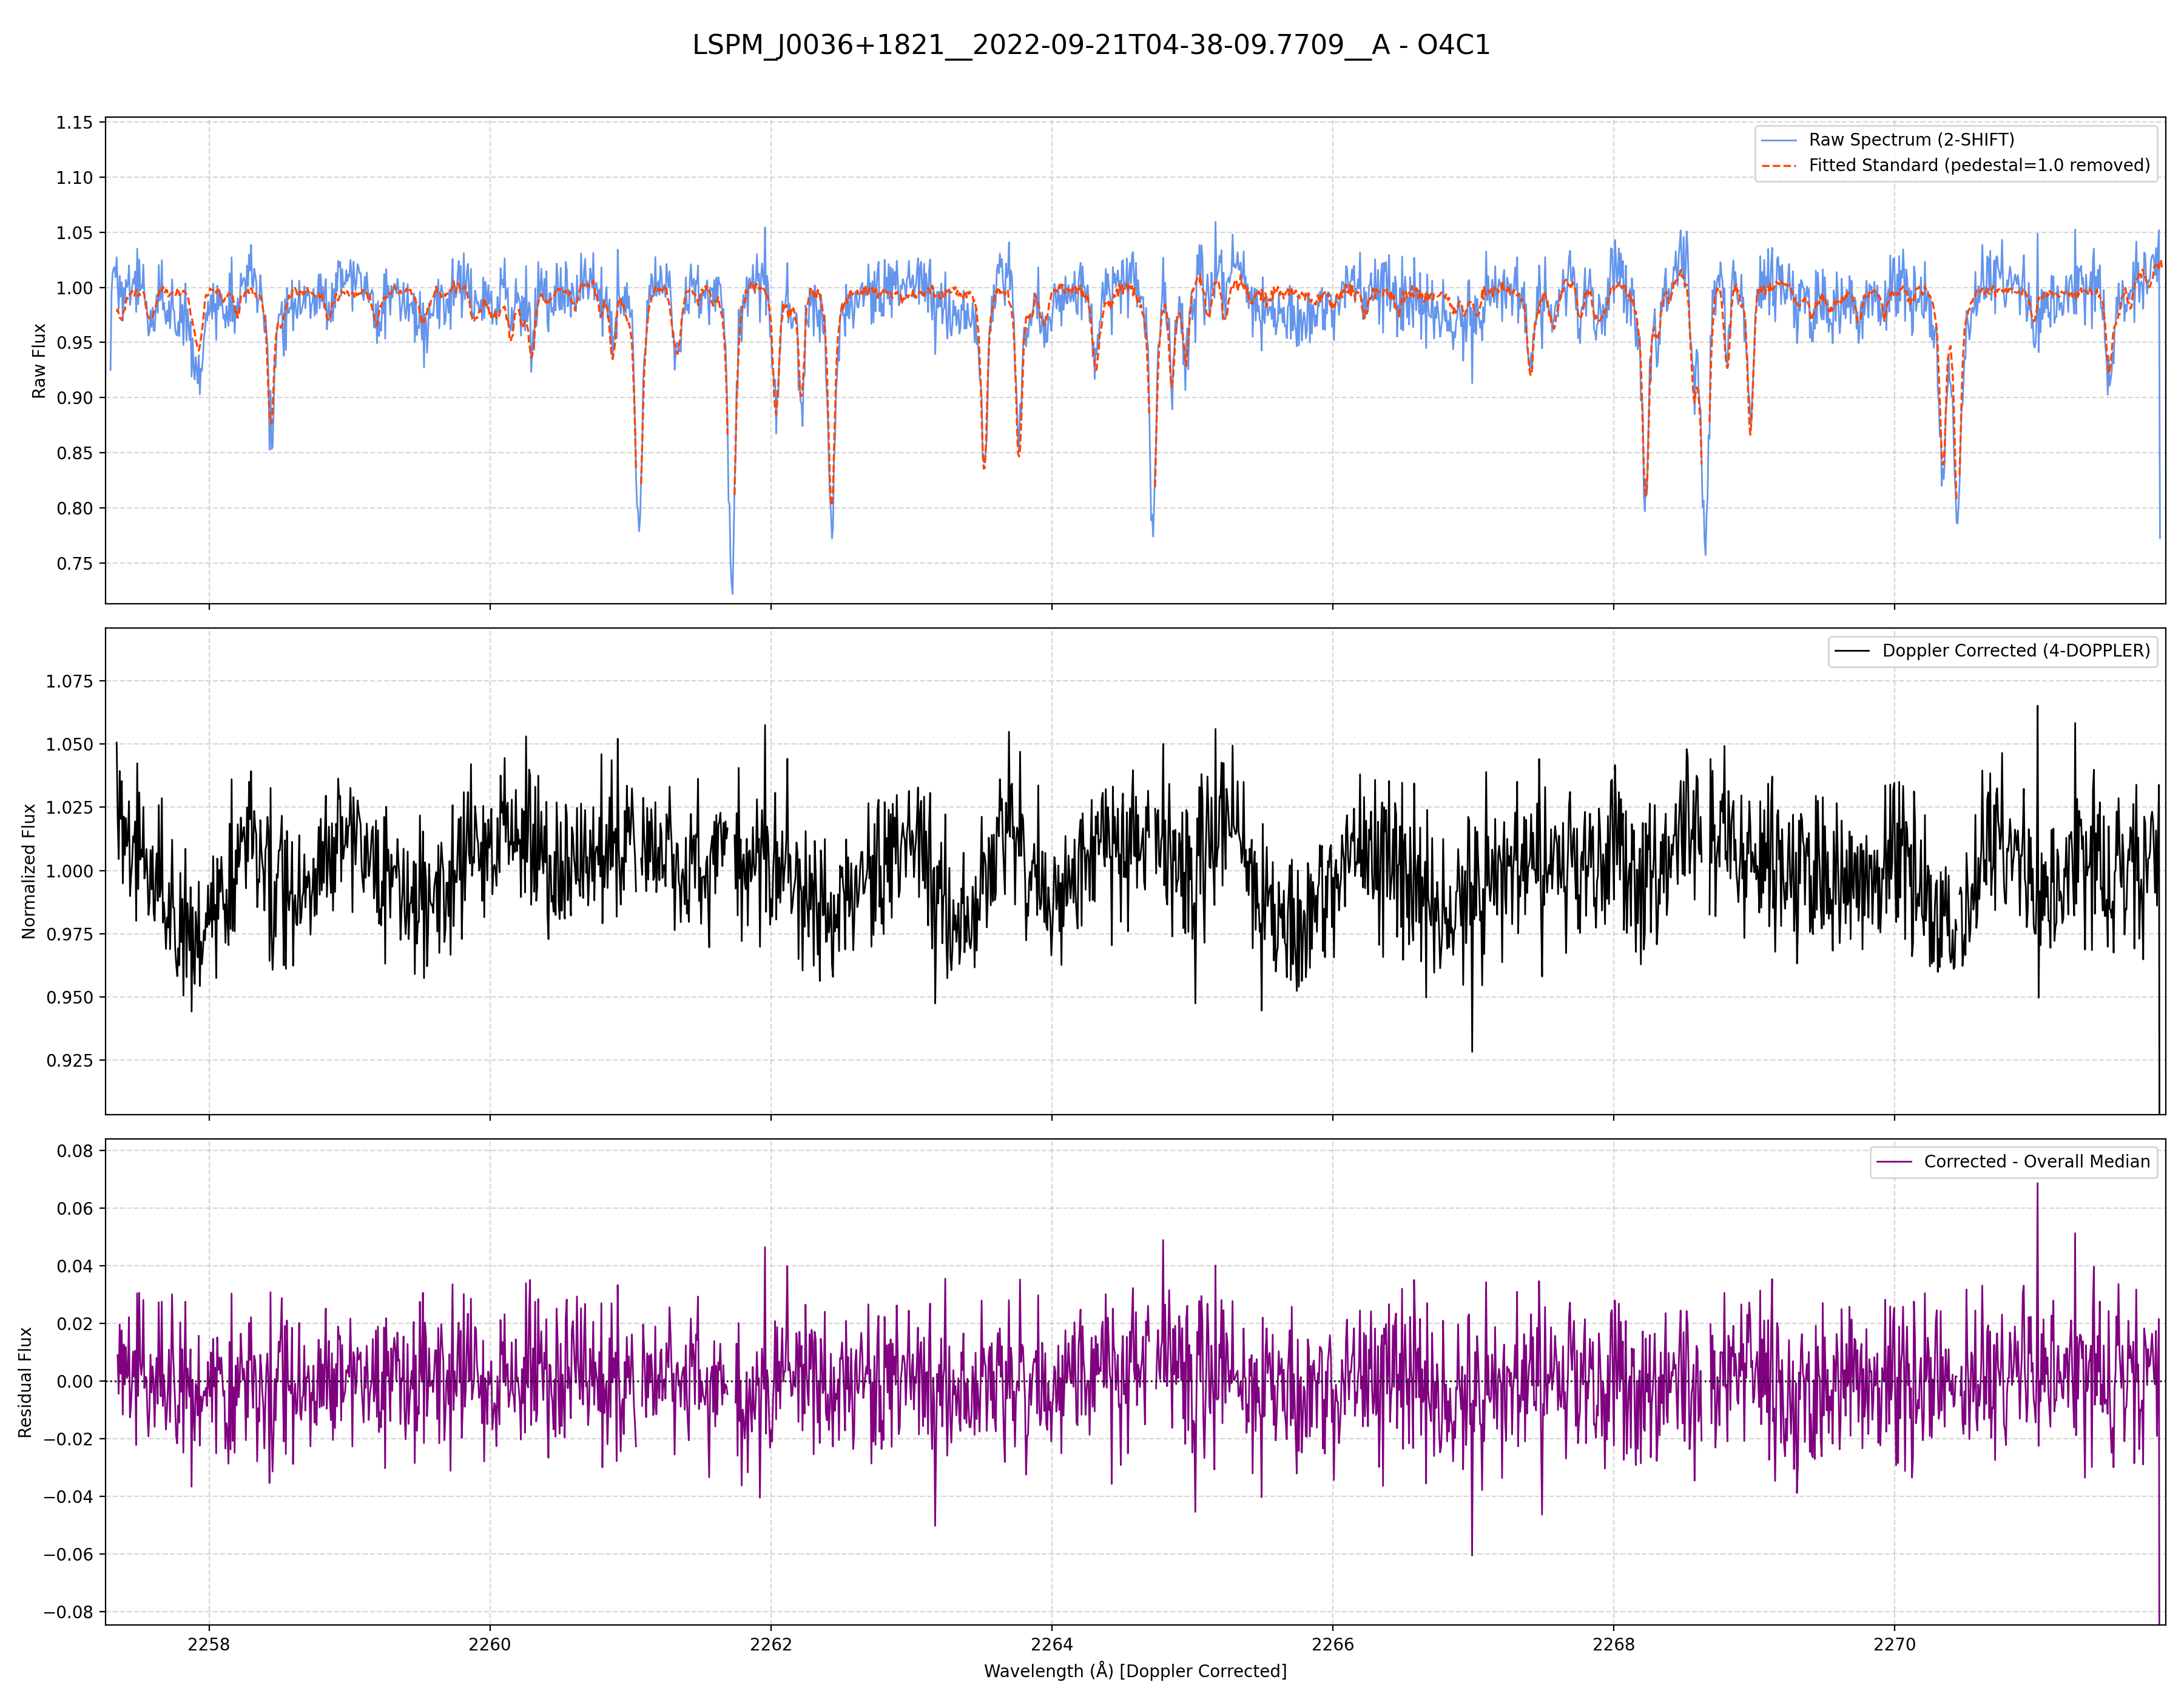 LSPM_J0036+1821__2022-09-21T04-38-09.7709__A - O4C1
1.15
1.10
1.05
1.00
0.95
0.90
0.85
0.80
0.75
Raw Flux
Raw Spectrum (2-SHIFT)
Fitted Standard (pedestal=1.0 removed)
1.075
1.050
1.025
1.000
0.975
0.950
0.925
Normalized Flux
Doppler Corrected (4-DOPPLER)
0.08
0.06
0.04
0.02
0.00
−0.02
−0.04
−0.06
−0.08
Residual Flux
Corrected - Overall Median
2258 2260 2262 2264 2266 2268 2270
Wavelength (Å) [Doppler Corrected]